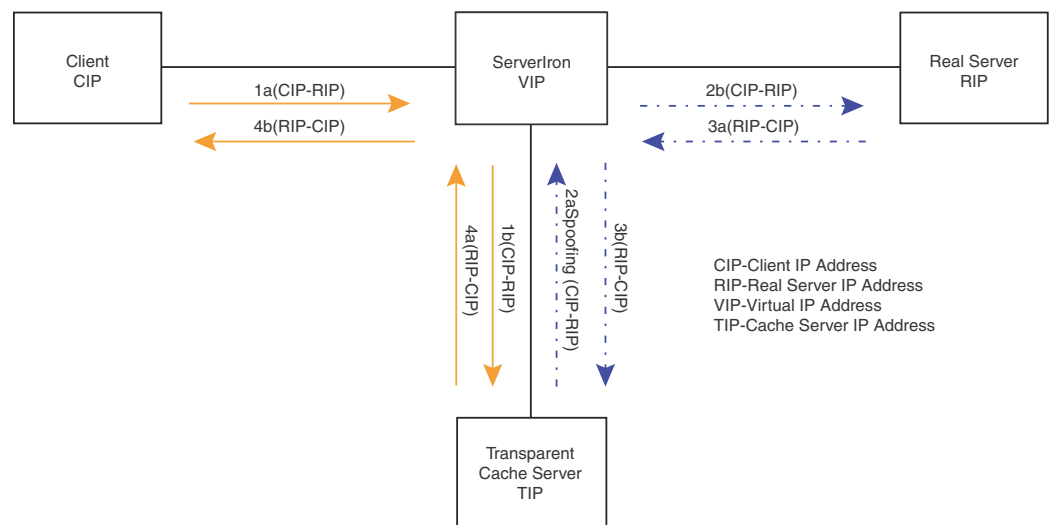 Client
CIP
ServerIron
VIP
Real Server
RIP
1a(CIP-RIP)
4b(RIP-CIP)
2b(CIP-RIP)
3a(RIP-CIP)
4a(RIP-CIP)
1b(CIP-RIP)
2aSpoofing (CIP-RIP)
3b(RIP-CIP)
CIP-Client IP Address
RIP-Real Server IP Address
VIP-Virtual IP Address
TIP-Cache Server IP Address
Transparent
Cache Server
TIP